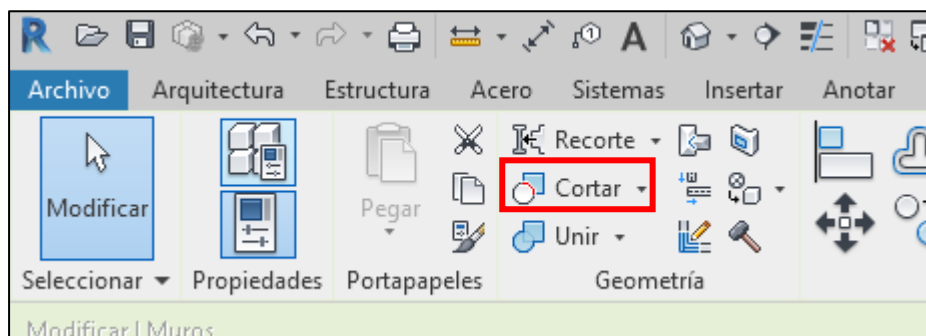 Archivo Arquitectura Estructura Acero Sistemas Insertar Anotar
Recorte
Cortar
Modificar Pegar
Unir
Seleccionar Propiedades Portapapeles Geometría
Modificar | Muros